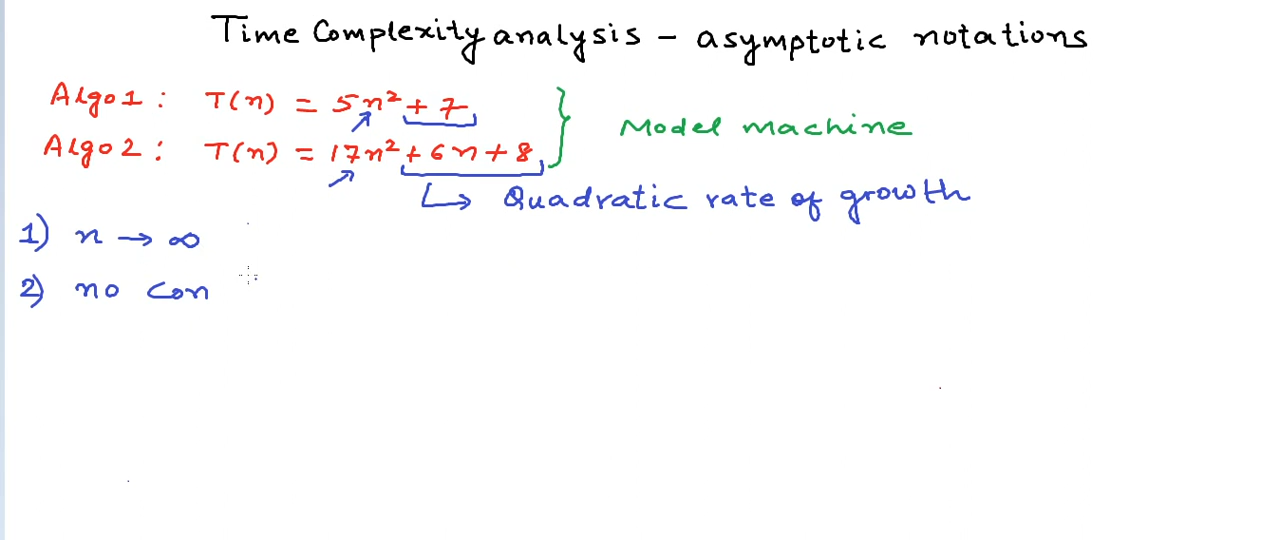 Time Complexity analysis - asymptotic notations
Algo1 : T(n) = 5n² + 7
Model machine
Algo2 : T(n) = 17n² + 6n + 8
Quadratic rate of growth
1) n → ∞
2) no con